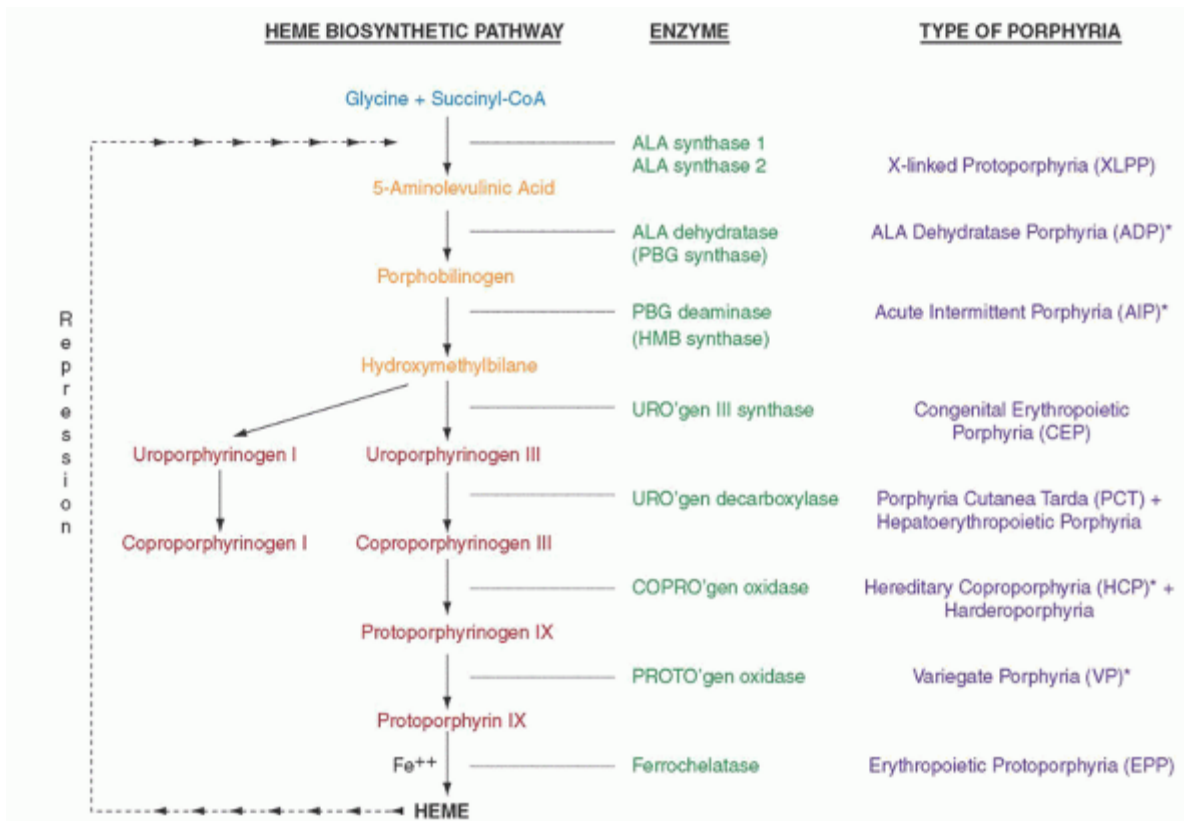 HEME BIOSYNTHETIC PATHWAY ENZYME TYPE OF PORPHYRIA
Glycine + Succinyl-CoA
ALA synthase 1
ALA synthase 2 X-linked Protoporphyria (XLPP)
5-Aminolevulinic Acid
ALA dehydratase ALA Dehydratase Porphyria (ADP)*
(PBG synthase)
Porphobilinogen
PBG deaminase Acute Intermittent Porphyria (AIP)*
(HMB synthase)
Hydroxymethylbilane
URO'gen III synthase Congenital Erythropoietic
Porphyria (CEP)
Uroporphyrinogen I Uroporphyrinogen III
URO'gen decarboxylase Porphyria Cutanea Tarda (PCT) +
Hepatoerythropoietic Porphyria
Coproporphyrinogen I Coproporphyrinogen III
COPRO'gen oxidase Hereditary Coproporphyria (HCP)* +
Harderoporphyria
Protoporphyrinogen IX
PROTO'gen oxidase Variegate Porphyria (VP)*
Protoporphyrin IX
Fe++ Ferrochelatase Erythropoietic Protoporphyria (EPP)
HEME
Repression